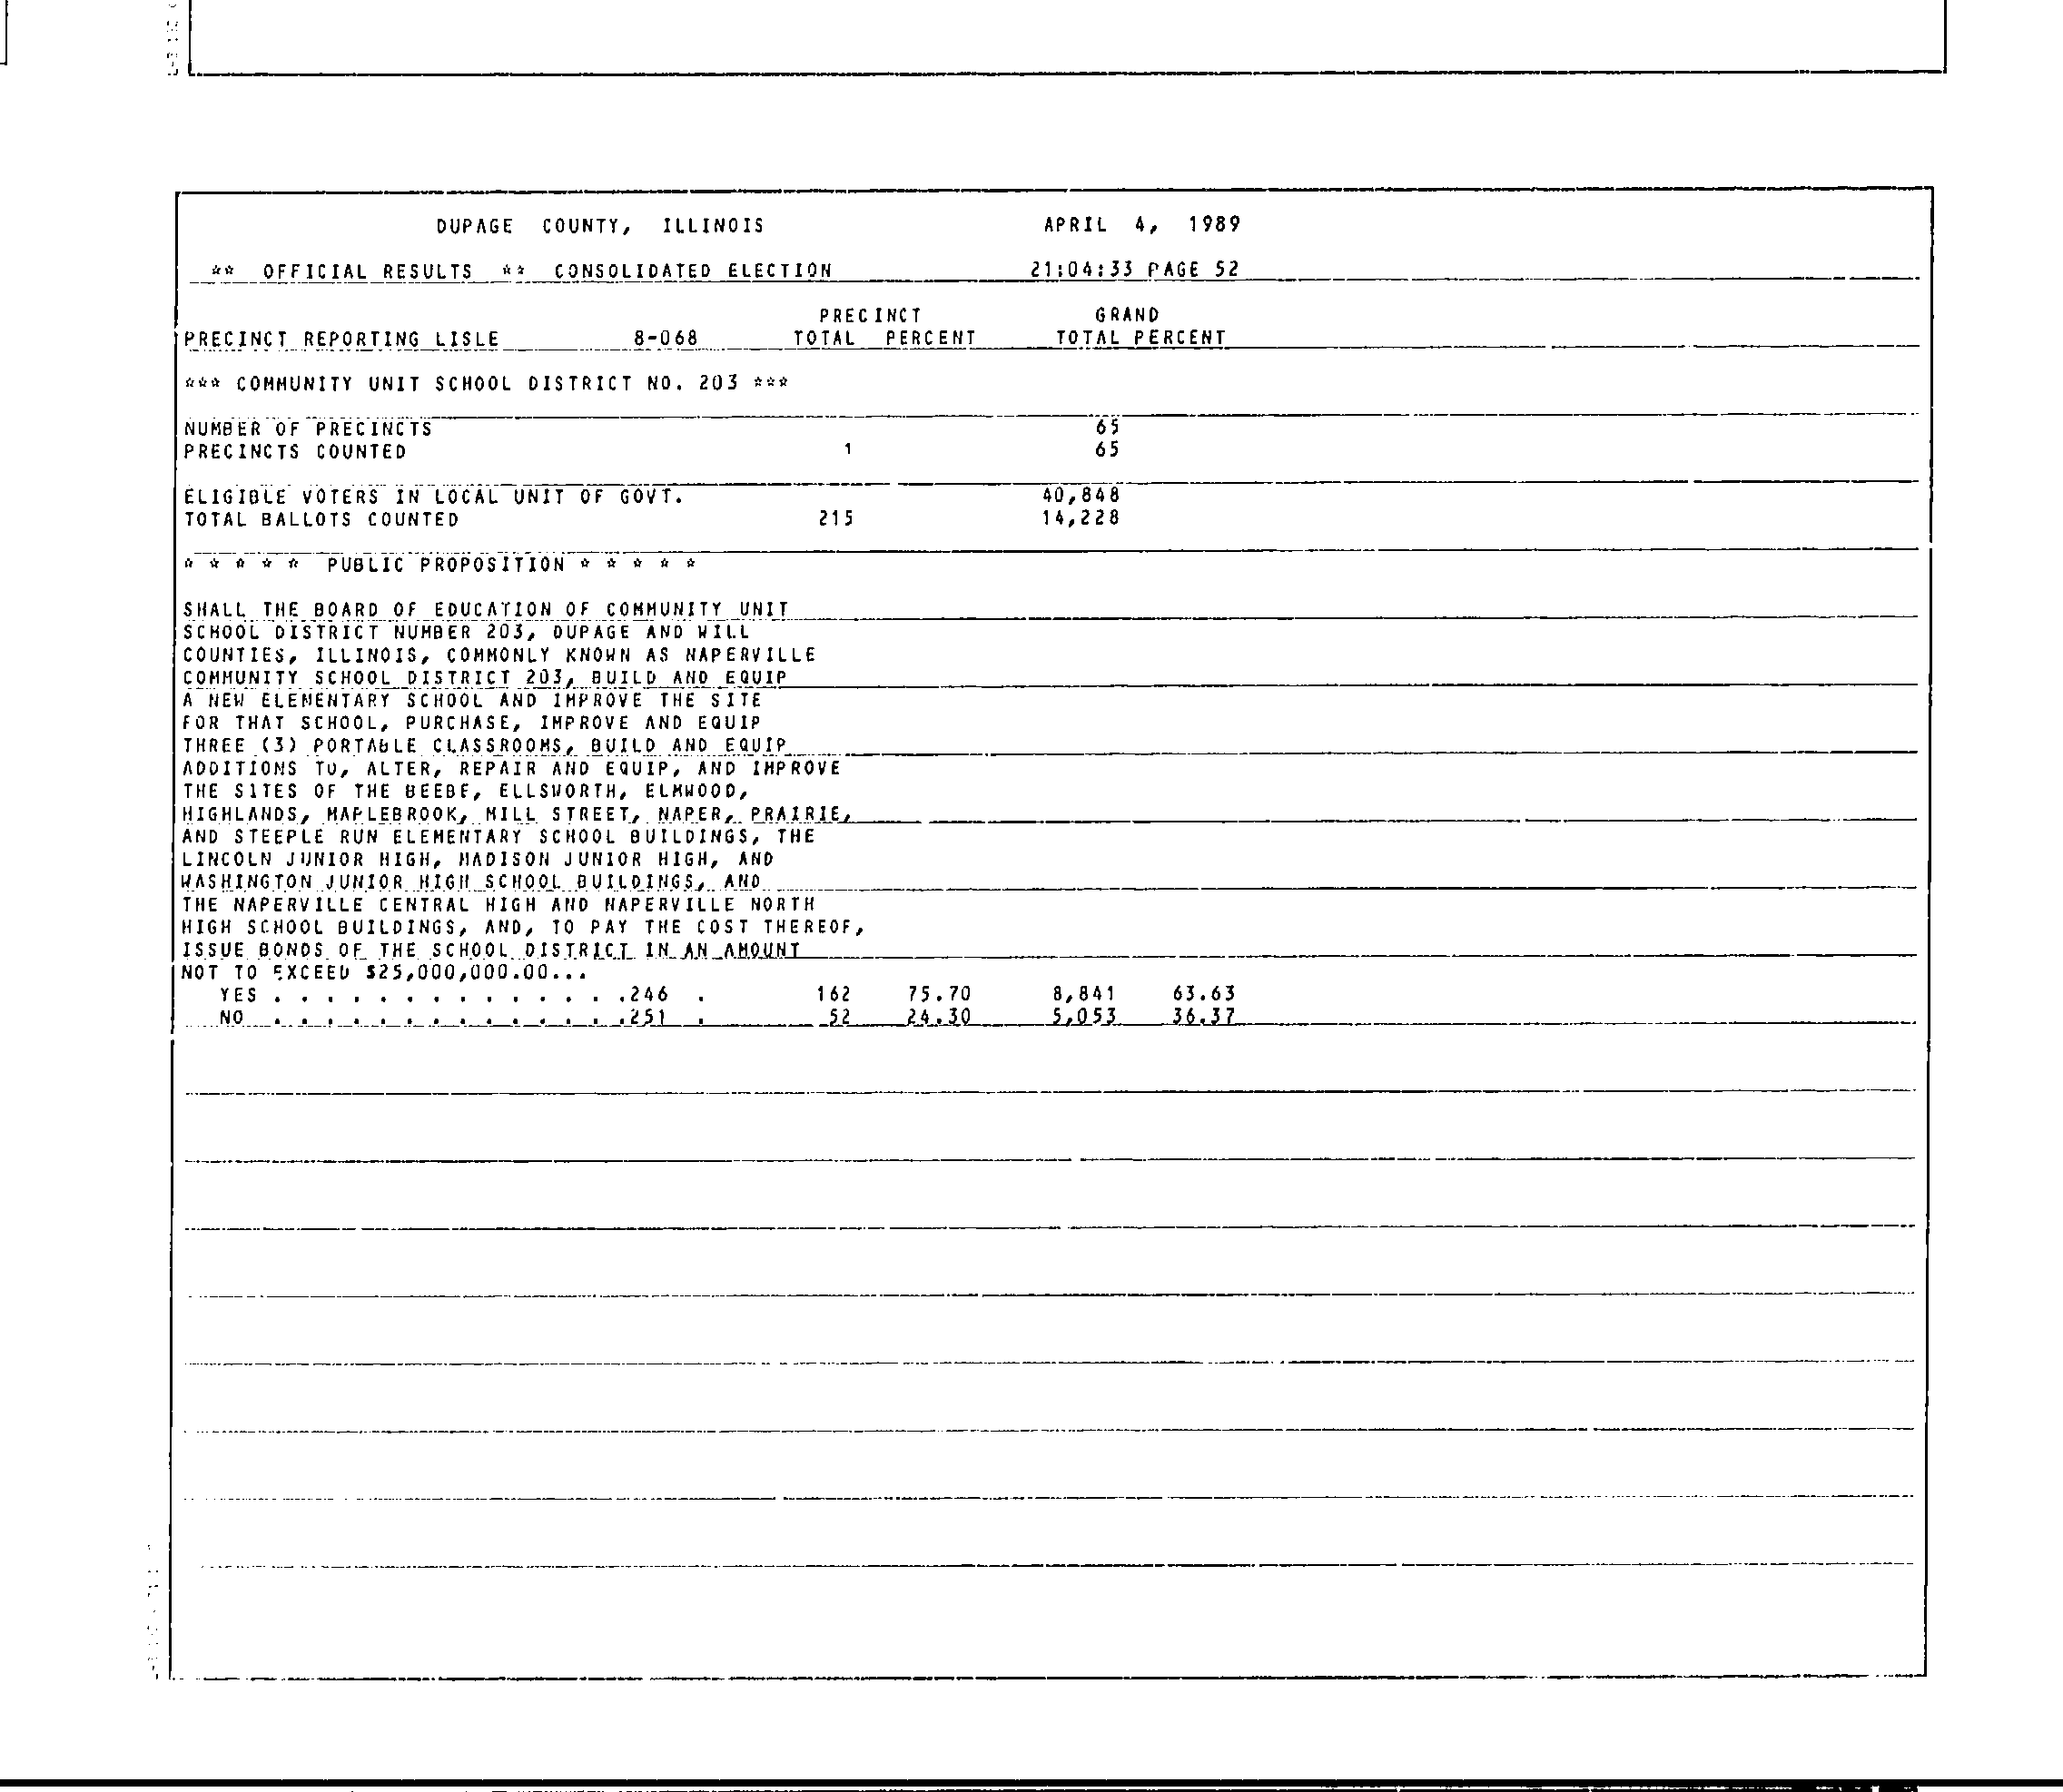 DUPAGE COUNTY, ILLINOIS APRIL 4, 1989
** OFFICIAL RESULTS ** CONSOLIDATED ELECTION 21:04:33 PAGE 52
PRECINCT GRAND
PRECINCT REPORTING LISLE 8-068 TOTAL PERCENT TOTAL PERCENT
*** COMMUNITY UNIT SCHOOL DISTRICT NO. 203 ***
NUMBER OF PRECINCTS 65
PRECINCTS COUNTED 1 65
ELIGIBLE VOTERS IN LOCAL UNIT OF GOVT. 40,848
TOTAL BALLOTS COUNTED 215 14,228
* * * * * PUBLIC PROPOSITION * * * * *
SHALL THE BOARD OF EDUCATION OF COMMUNITY UNIT
SCHOOL DISTRICT NUMBER 203, DUPAGE AND WILL
COUNTIES, ILLINOIS, COMMONLY KNOWN AS NAPERVILLE
COMMUNITY SCHOOL DISTRICT 203, BUILD AND EQUIP
A NEW ELEMENTARY SCHOOL AND IMPROVE THE SITE
FOR THAT SCHOOL, PURCHASE, IMPROVE AND EQUIP
THREE (3) PORTABLE CLASSROOMS, BUILD AND EQUIP
ADDITIONS TO, ALTER, REPAIR AND EQUIP, AND IMPROVE
THE SITES OF THE BEEBE, ELLSWORTH, ELMWOOD,
HIGHLANDS, MAPLEBROOK, MILL STREET, NAPER, PRAIRIE,
AND STEEPLE RUN ELEMENTARY SCHOOL BUILDINGS, THE
LINCOLN JUNIOR HIGH, MADISON JUNIOR HIGH, AND
WASHINGTON JUNIOR HIGH SCHOOL BUILDINGS, AND
THE NAPERVILLE CENTRAL HIGH AND NAPERVILLE NORTH
HIGH SCHOOL BUILDINGS, AND, TO PAY THE COST THEREOF,
ISSUE BONDS OF THE SCHOOL DISTRICT IN AN AMOUNT
NOT TO EXCEED $25,000,000.00...
YES . . . . . . . . . . . . . .246 . 162 75.70 8,841 63.63
NO . . . . . . . . . . . . . .251 . 52 24.30 5,053 36.37